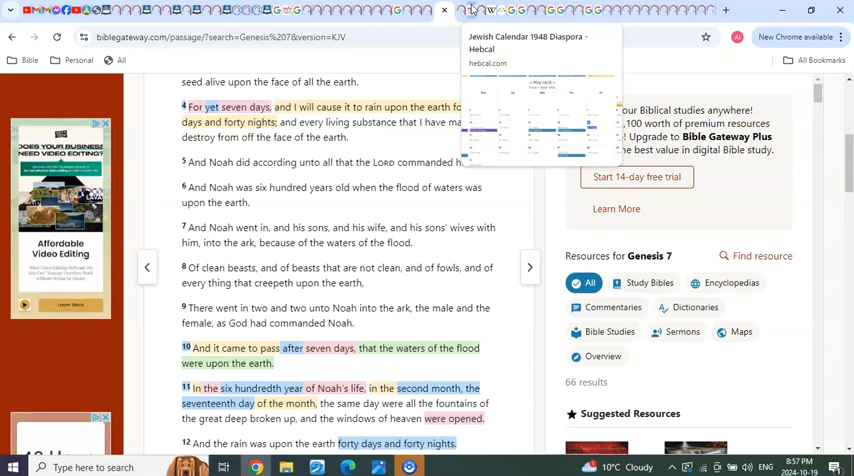 biblegateway.com/passage/?search=Genesis%207&version=KJV
AI
New Chrome available
Bible
Personal
All
All Bookmarks
Jewish Calendar 1948 Diaspora -
Hebcal
hebcal.com
seed alive upon the face of all the earth.
4 For yet seven days, and I will cause it to rain upon the earth fo
days and forty nights; and every living substance that I have ma
destroy from off the face of the earth.
5 And Noah did according unto all that the LORD commanded h
6 And Noah was six hundred years old when the flood of waters was
upon the earth.
7 And Noah went in, and his sons, and his wife, and his sons' wives with
him, into the ark, because of the waters of the flood.
8 Of clean beasts, and of beasts that are not clean, and of fowls, and of
every thing that creepeth upon the earth,
9 There went in two and two unto Noah into the ark, the male and the
female, as God had commanded Noah.
10 And it came to pass after seven days, that the waters of the flood
were upon the earth.
11 In the six hundredth year of Noah's life, in the second month, the
seventeenth day of the month, the same day were all the fountains of
the great deep broken up, and the windows of heaven were opened.
12 And the rain was upon the earth forty days and forty nights.
DOES YOUR
BUSINESS NEED
VIDEO EDITING?
Affordable
Video Editing
Learn More
our Biblical studies anywhere!
,100 worth of premium resources
! Upgrade to Bible Gateway Plus
he best value in digital Bible study.
Start 14-day free trial
Learn More
Resources for Genesis 7
Find resource
All
Study Bibles
Encyclopedias
Commentaries
Dictionaries
Bible Studies
Sermons
Maps
Overview
66 results
Suggested Resources
Type here to search
10°C Cloudy
ENG
8:57 PM
2024-10-19